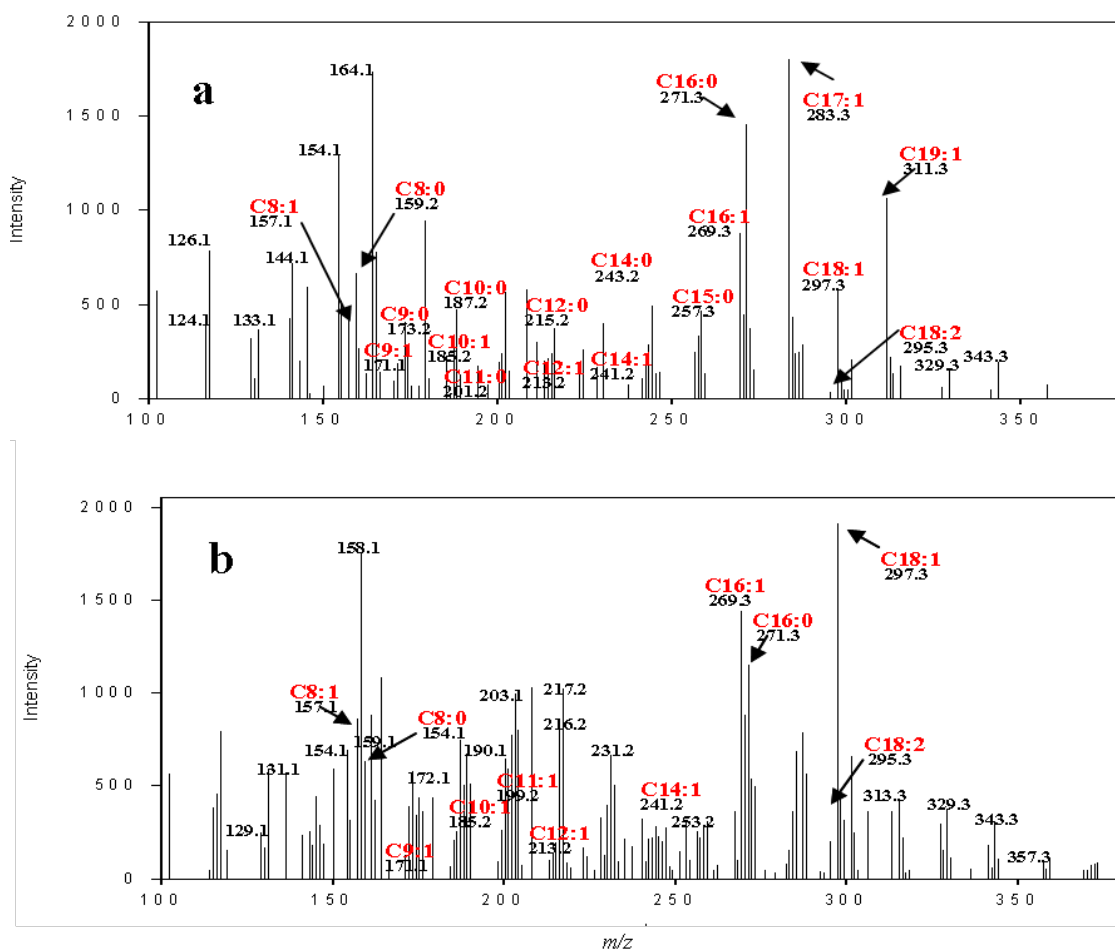 2000
1500
1000
500
0
Intensity
a
164.1
154.1
C8:0
159.2
C8:1
157.1
126.1
144.1
124.1
133.1
C9:0
173.2
C9:1
171.1
C10:0
187.2
C10:1
185.2
C11:0
201.2
C12:0
215.2
C12:1
213.2
C14:0
243.2
C14:1
241.2
C15:0
257.3
C16:0
271.3
C16:1
269.3
C17:1
283.3
C19:1
311.3
C18:1
297.3
C18:2
295.3
329.3
343.3
100 150 200 250 300 350
2000
1500
1000
500
0
Intensity
b
158.1
C8:1
157.1
C8:0
154.1
159.1
154.1
131.1
129.1
172.1
C9:1
171.1
190.1
C10:1
185.2
203.1
C11:1
199.2
217.2
216.2
C12:1
213.2
231.2
C14:1
241.2
253.2
C16:1
269.3
C16:0
271.3
C18:1
297.3
C18:2
295.3
313.3
329.3
343.3
357.3
100 150 200 250 300 350
m/z